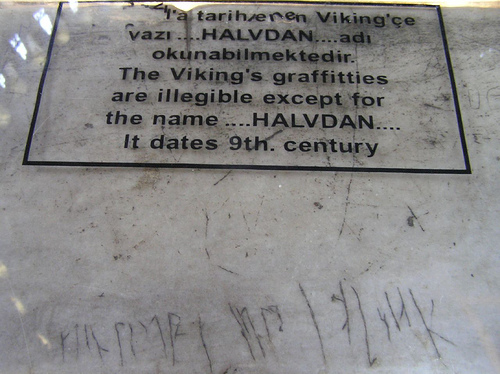 tarihlenen Viking'çe
yazı ....HALVDAN....adı
okunabilmektedir.
The Viking's graffitties
are illegible except for
the name ....HALVDAN....
It dates 9th. century